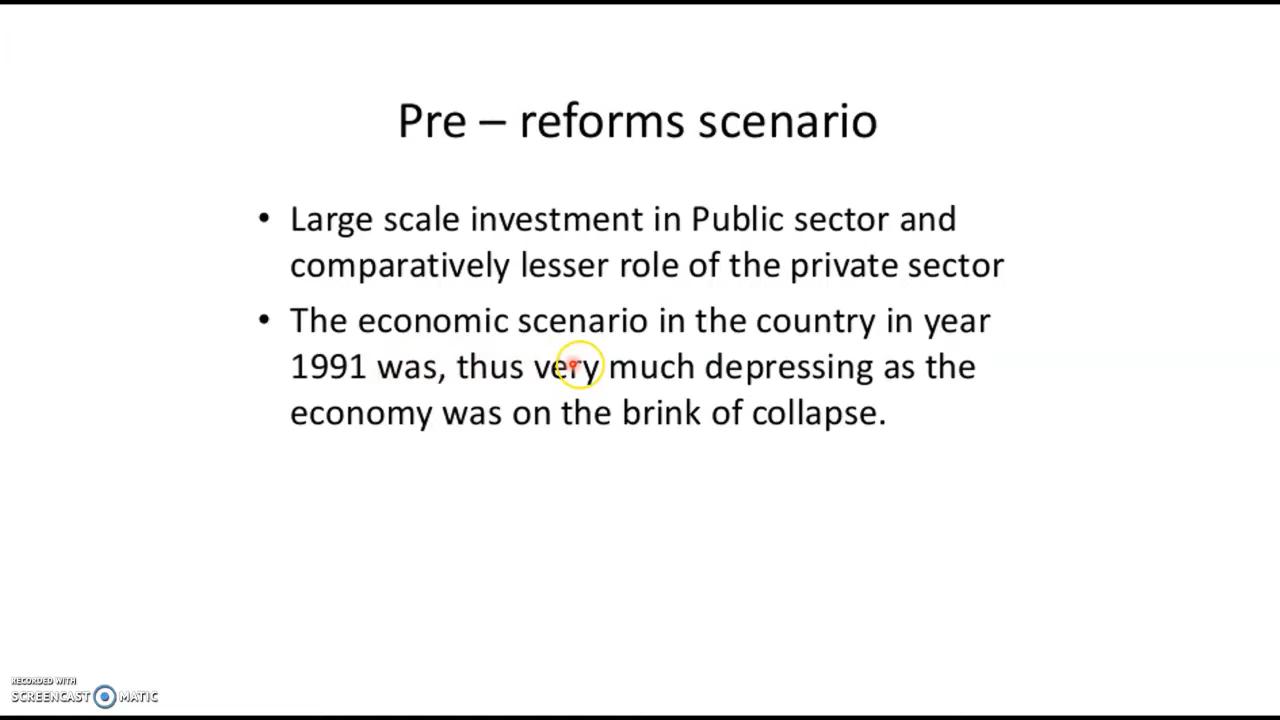 Pre – reforms scenario
• Large scale investment in Public sector and
comparatively lesser role of the private sector
• The economic scenario in the country in year
1991 was, thus very much depressing as the
economy was on the brink of collapse.
RECORDED WITH
SCREENCAST MATIC